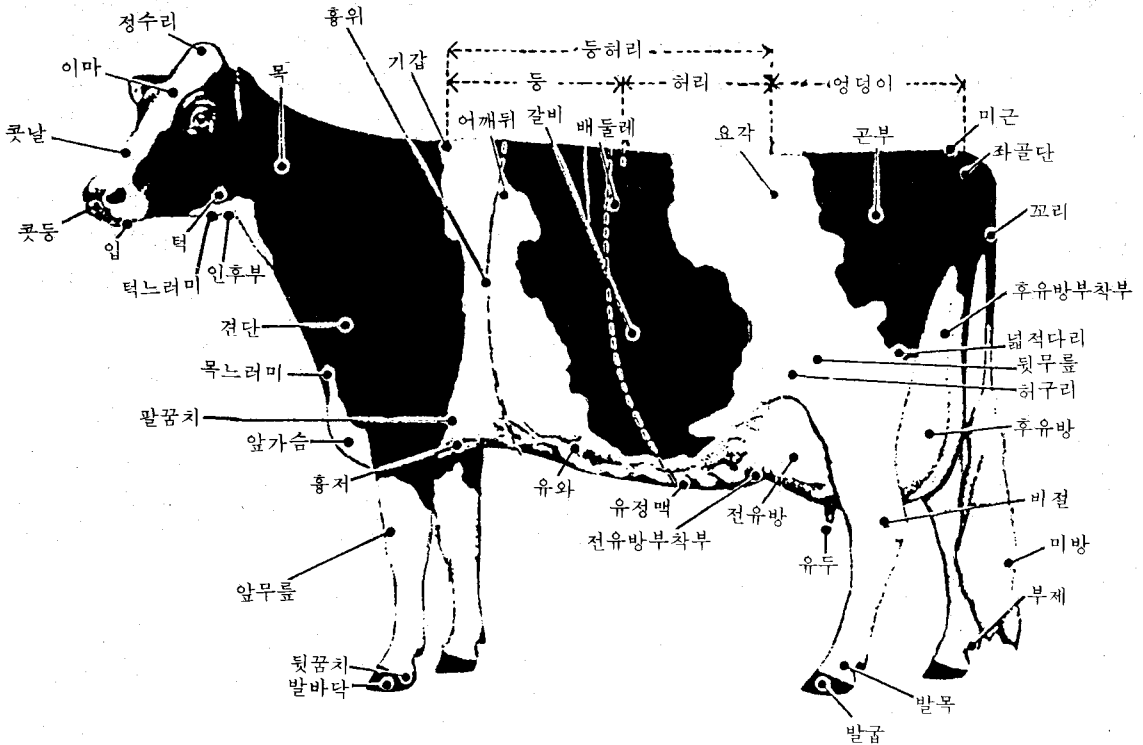 정수리
흉위
등허리
이마
목
기갑
등
허리
엉덩이
콧날
어깨뒤
갈비
배둘레
요각
곤부
미근
좌골단
콧등
입
턱
턱느러미
인후부
꼬리
견단
후유방부착부
목느러미
넓적다리
뒷무릎
허구리
팔꿈치
앞가슴
후유방
흉저
유와
유정맥
전유방
비절
전유방부착부
유두
미방
앞무릎
부제
뒷꿈치
발바닥
발목
발굽